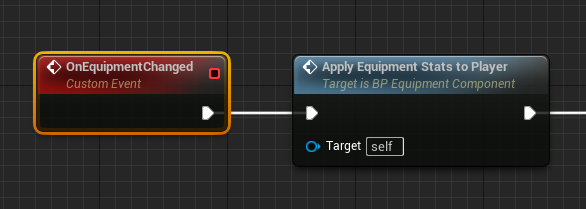 OnEquipmentChanged
Custom Event
Apply Equipment Stats to Player
Target is BP Equipment Component
Target self